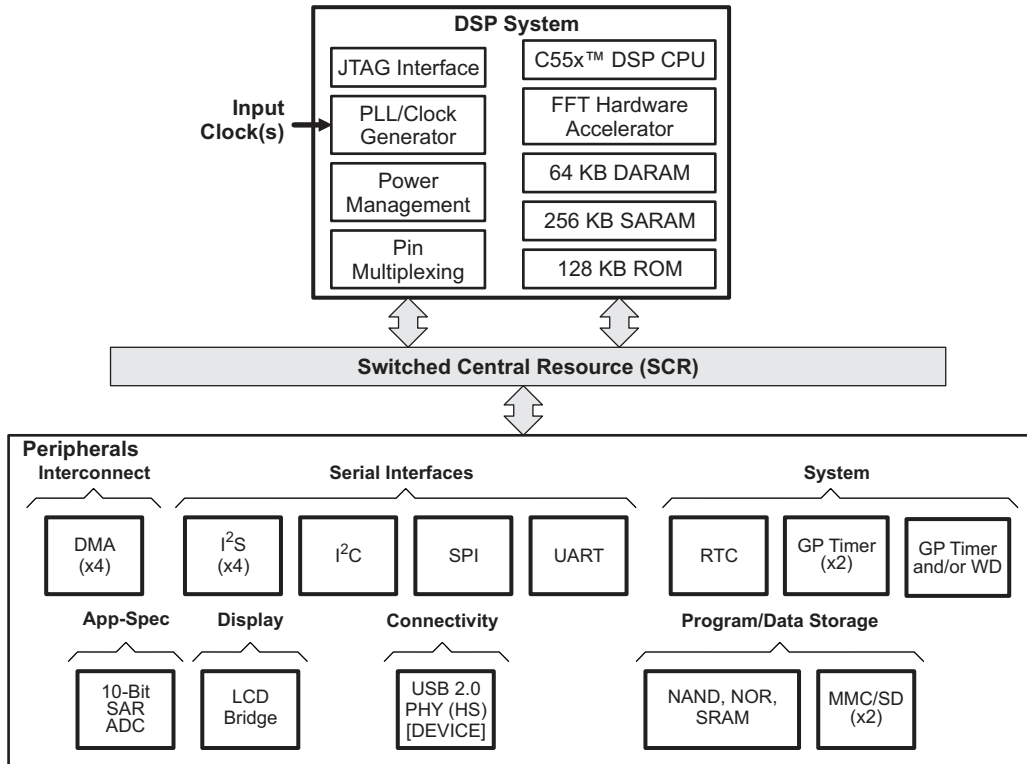 DSP System
JTAG Interface
C55x™ DSP CPU
Input
Clock(s)
PLL/Clock
Generator
FFT Hardware
Accelerator
Power
Management
64 KB DARAM
256 KB SARAM
Pin
Multiplexing
128 KB ROM
Switched Central Resource (SCR)
Peripherals
Interconnect
Serial Interfaces
System
DMA
(x4)
I²S
(x4)
I²C
SPI
UART
RTC
GP Timer
(x2)
GP Timer
and/or WD
App-Spec
Display
Connectivity
Program/Data Storage
10-Bit
SAR
ADC
LCD
Bridge
USB 2.0
PHY (HS)
[DEVICE]
NAND, NOR,
SRAM
MMC/SD
(x2)